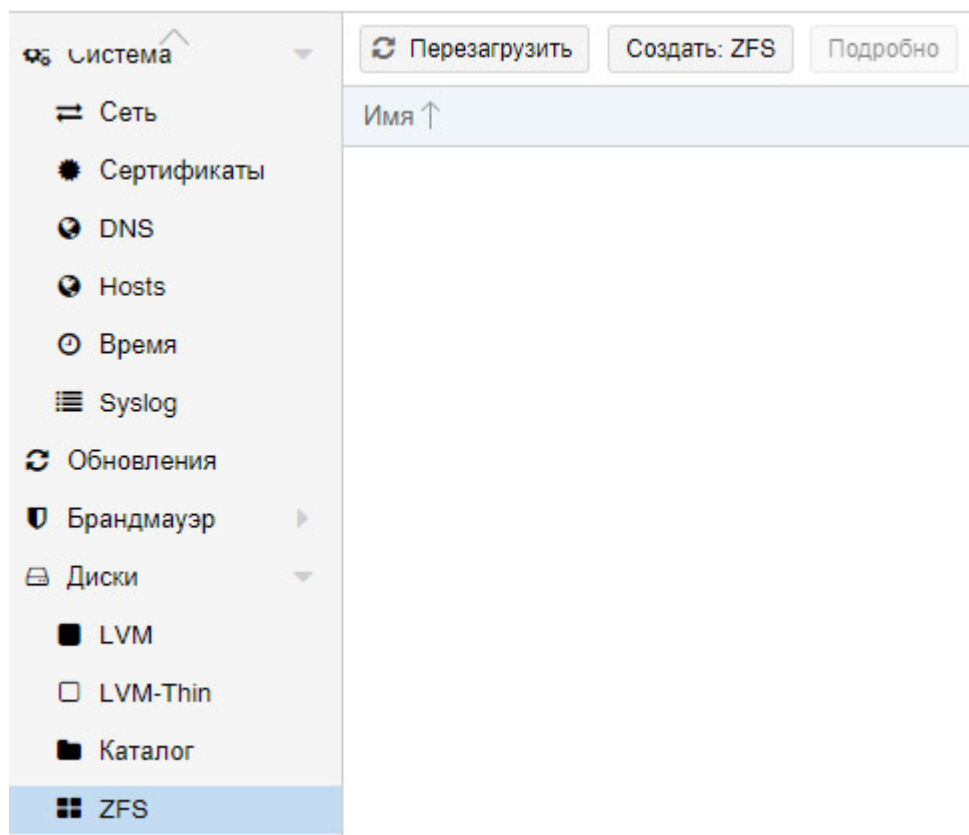 Система
Перезагрузить
Создать: ZFS
Подробно
Имя
Сеть
Сертификаты
DNS
Hosts
Время
Syslog
Обновления
Брандмауэр
Диски
LVM
LVM-Thin
Каталог
ZFS